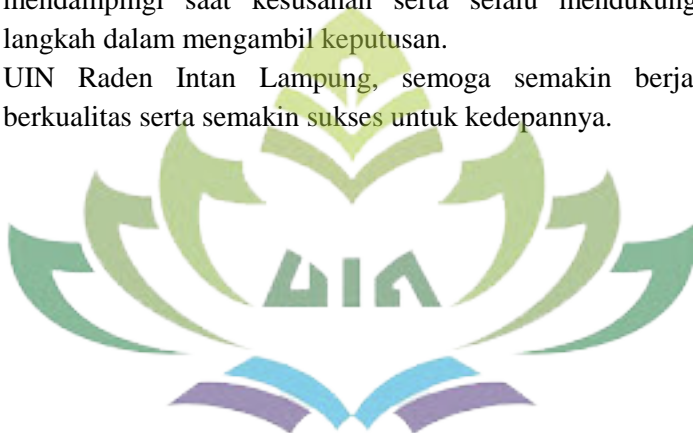 mendampingi saat kesusahan serta selalu mendukung
langkah dalam mengambil keputusan.
UIN Raden Intan Lampung, semoga semakin berja
berkualitas serta semakin sukses untuk kedepannya.
UIN